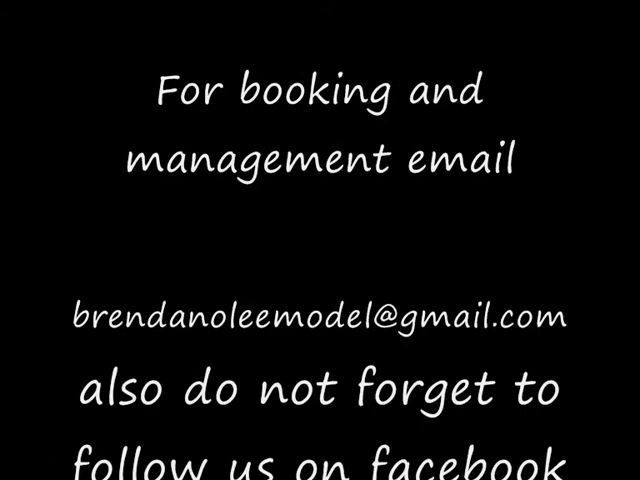 For booking and
management email
brendanoleemodel@gmail.com
also do not forget to
follow us on facebook